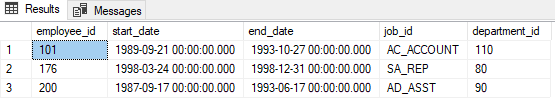 Results Messages
employee_id start_date end_date job_id department_id
1 101 1989-09-21 00:00:00.000 1993-10-27 00:00:00.000 AC_ACCOUNT 110
2 176 1998-03-24 00:00:00.000 1998-12-31 00:00:00.000 SA_REP 80
3 200 1987-09-17 00:00:00.000 1993-06-17 00:00:00.000 AD_ASST 90